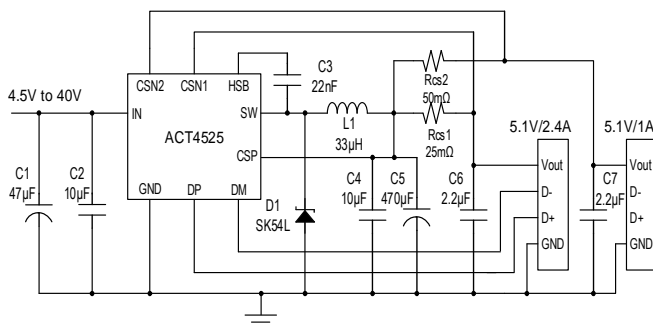 CSN2 CSN1 HSB
C3
22nF
Rcs2
50mΩ
4.5V to 40V
IN
SW
ACT4525
L1
33µH
Rcs1
25mΩ
5.1V/2.4A
5.1V/1A
CSP
C1
47µF
C2
10µF
GND DP DM
D1
SK54L
C4
10µF
C5
470µF
C6
2.2µF
Vout
D-
D+
GND
C7
2.2µF
Vout
D-
D+
GND